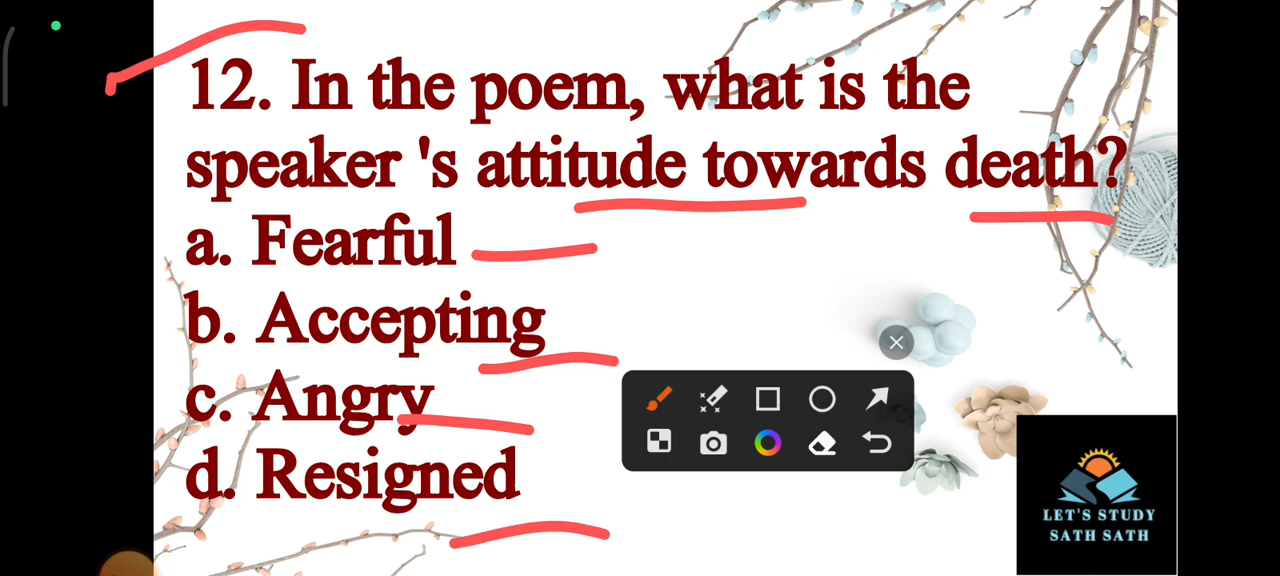 12. In the poem, what is the
speaker 's attitude towards death?
a. Fearful
b. Accepting
c. Angry
d. Resigned
LET'S STUDY
SATH SATH